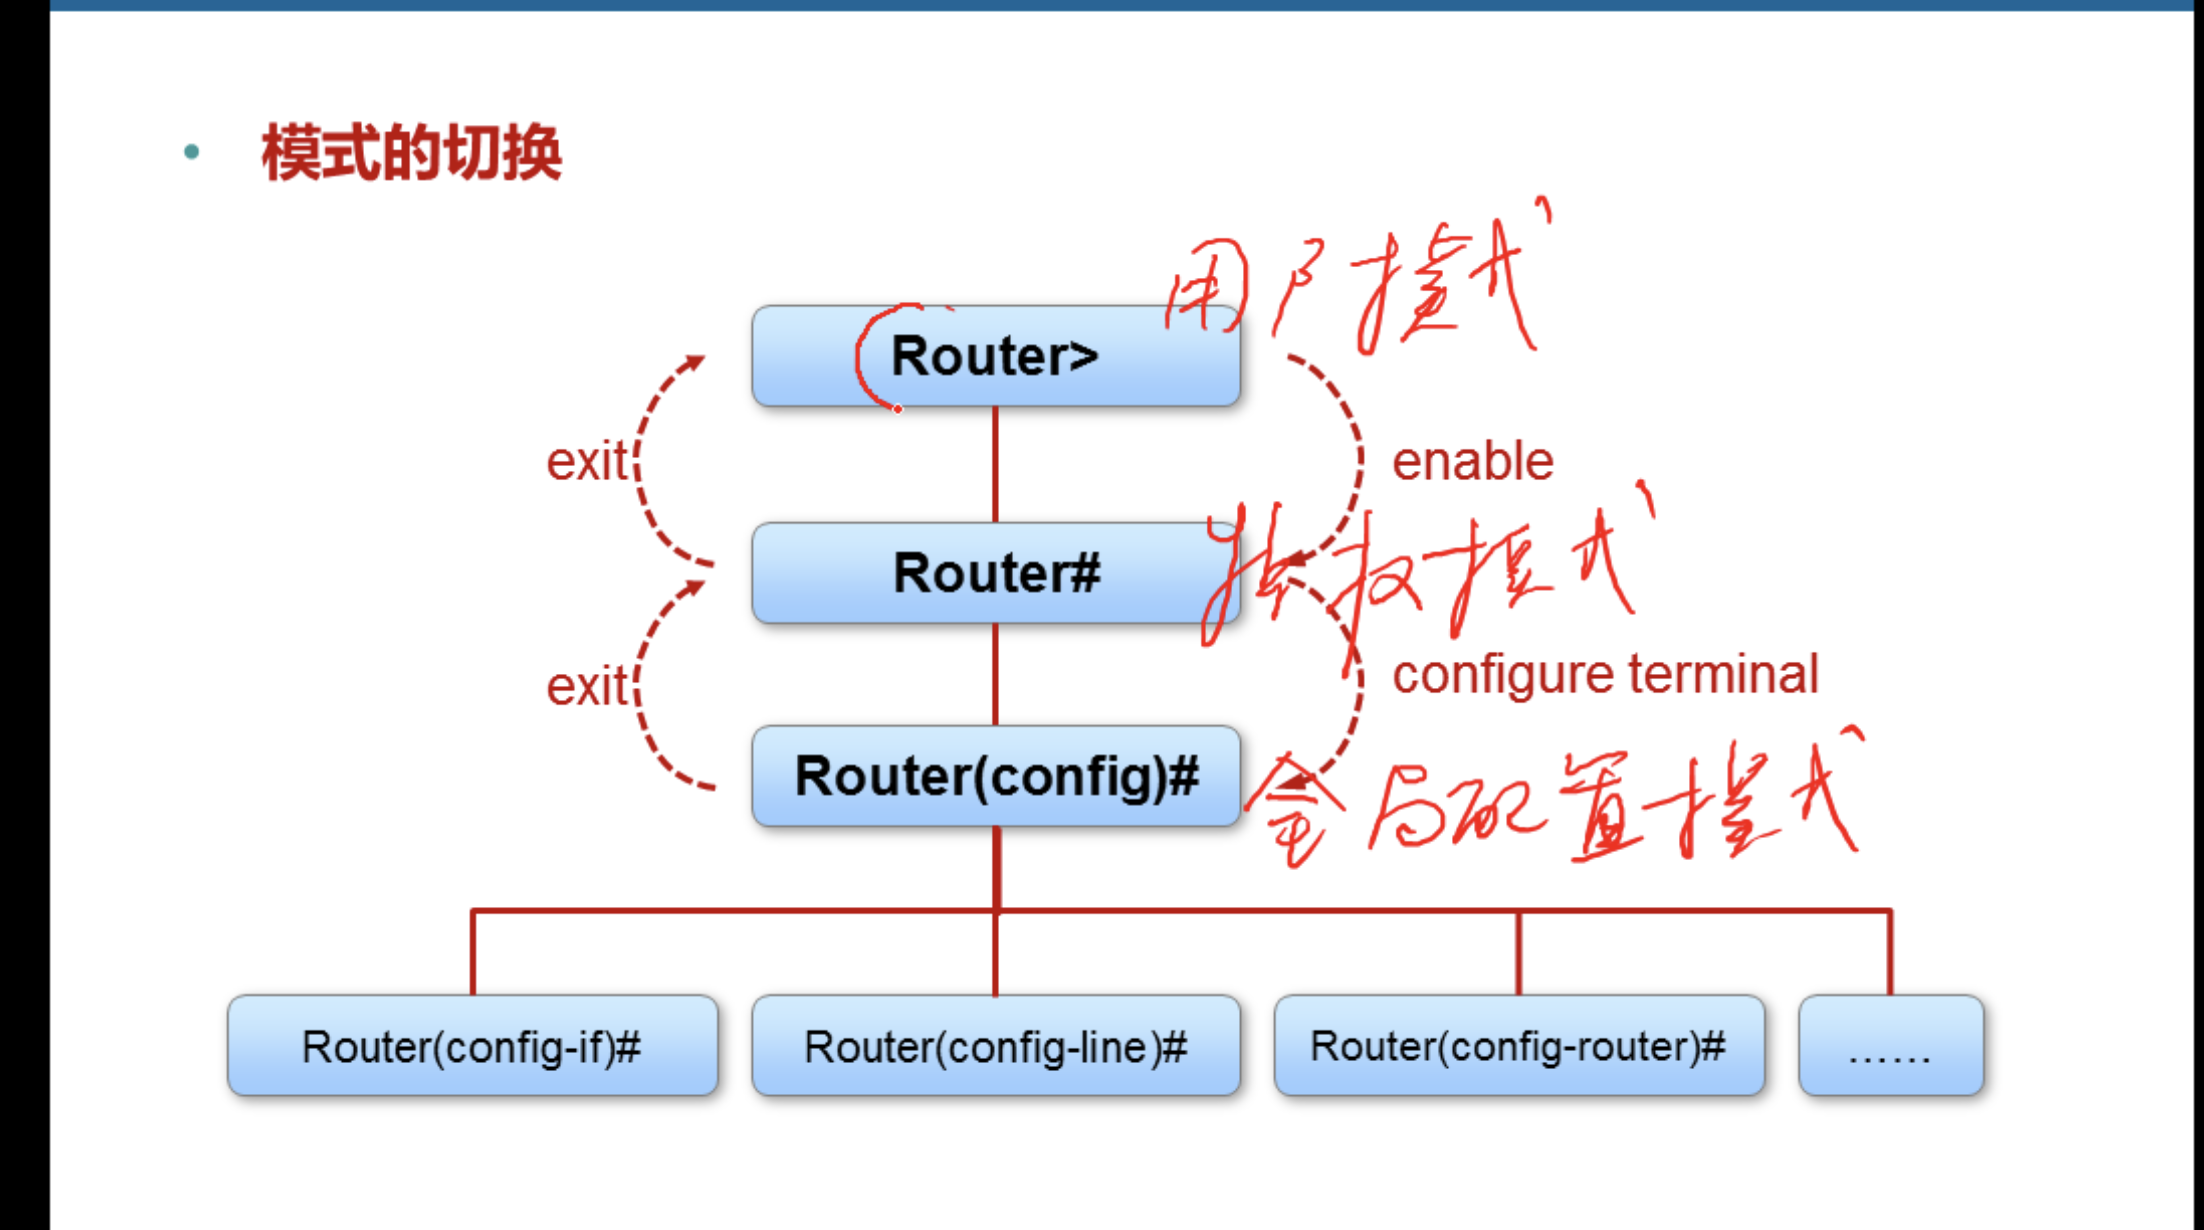 模式的切换
用户模式
Router>
exit
enable
Router#
特权模式
exit
configure terminal
Router(config)#
全局配置模式
Router(config-if)#
Router(config-line)#
Router(config-router)#
……